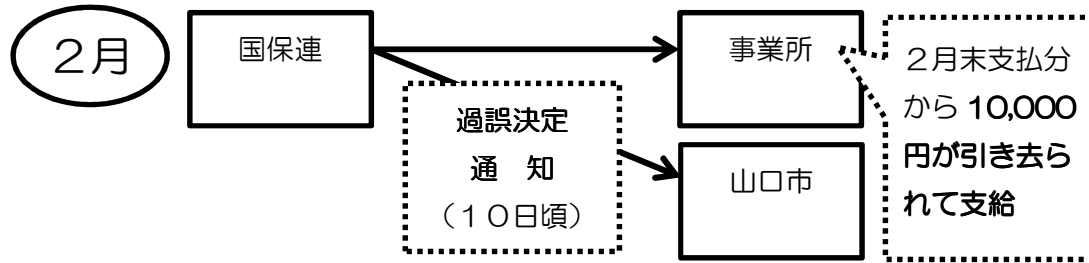 ２月
国保連
事業所
過誤決定
通　知
（１０日頃）
山口市
２月末支払分
から 10,000
円が引き去ら
れて支給